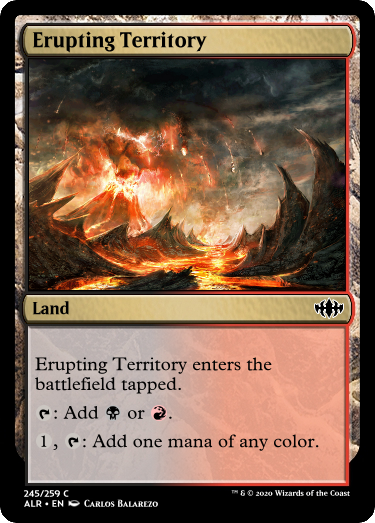 Erupting Territory
Land
Erupting Territory enters the
battlefield tapped.
: Add or .
1 , : Add one mana of any color.
245/259 C
ALR • EN Carlos Balarezo
™ & © 2020 Wizards of the Coast